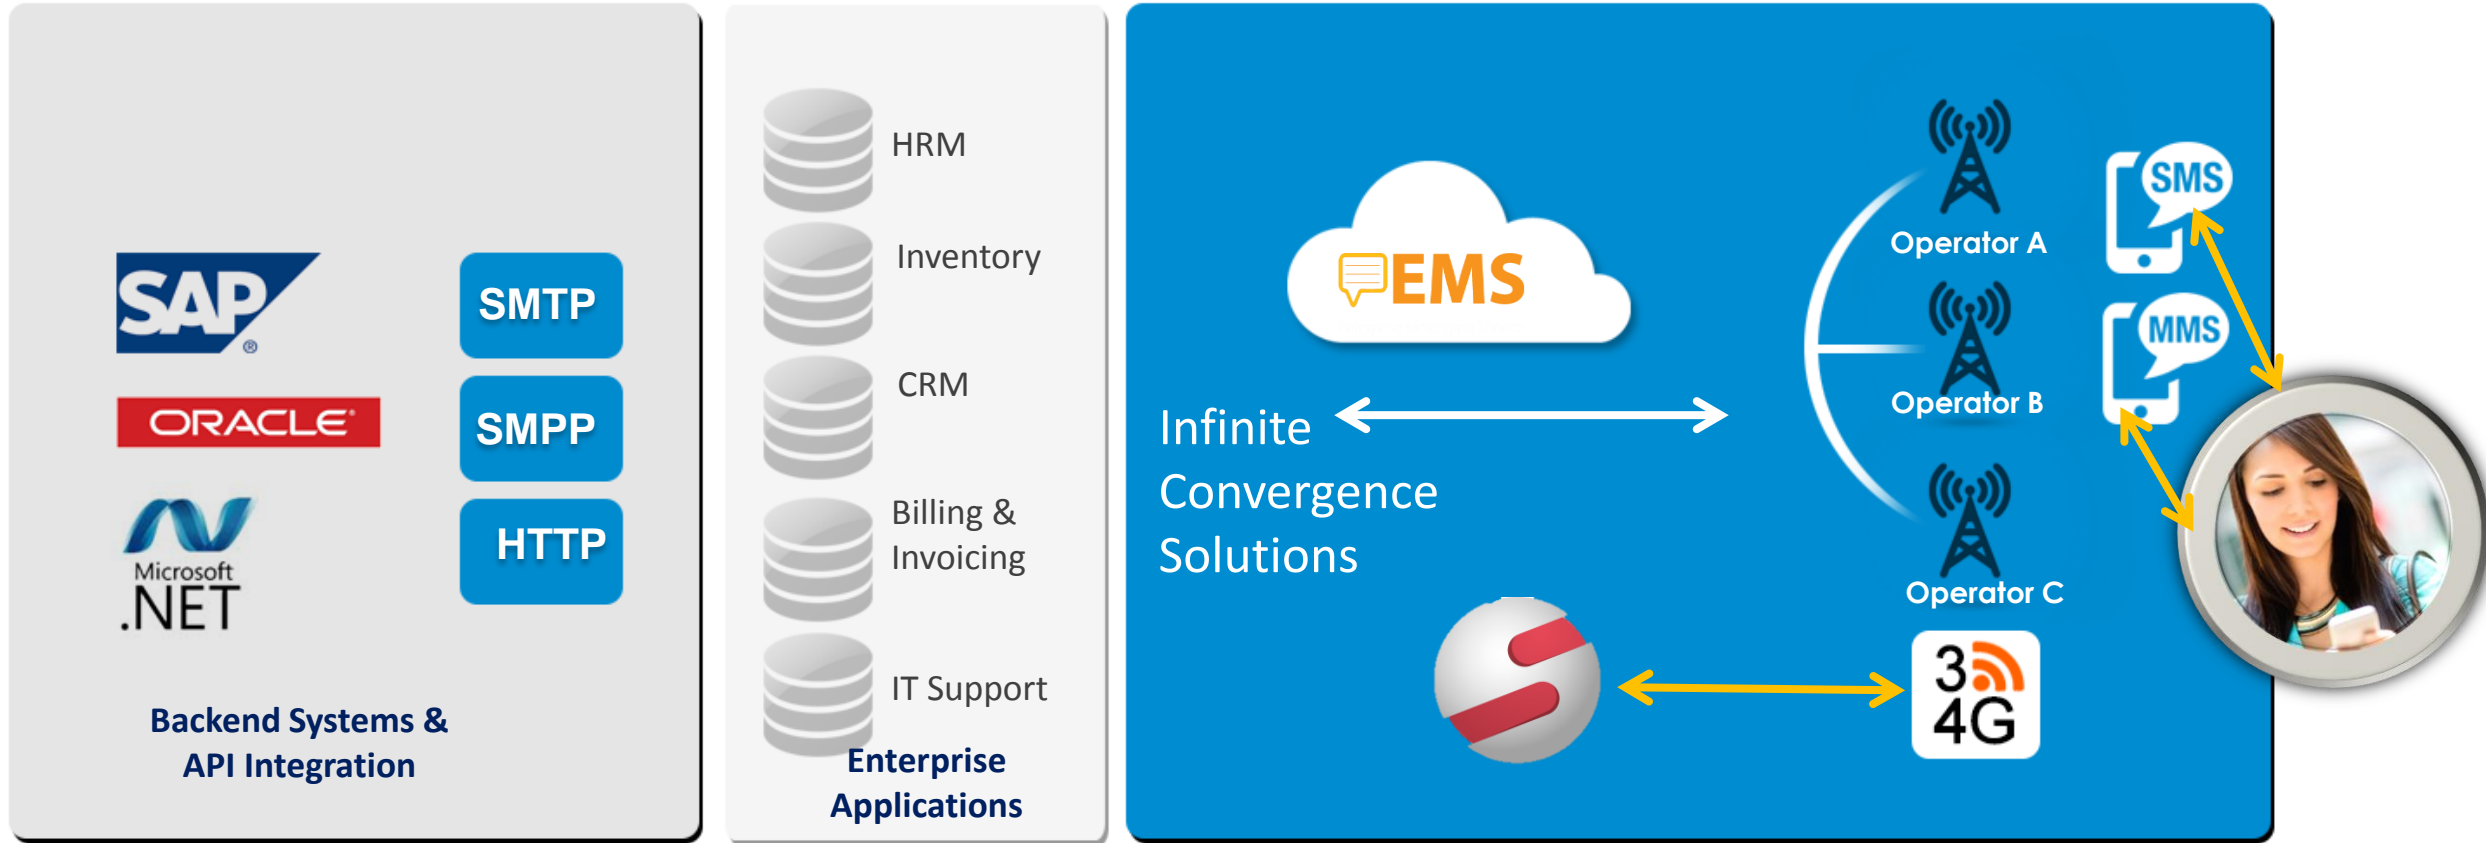 SAP
®
ORACLE®
Microsoft
.NET
SMTP
SMPP
HTTP
Backend Systems &
API Integration
HRM
Inventory
CRM
Billing &
Invoicing
IT Support
Enterprise
Applications
EMS
Infinite
Convergence
Solutions
Operator A
Operator B
Operator C
SMS
MMS
3
4G